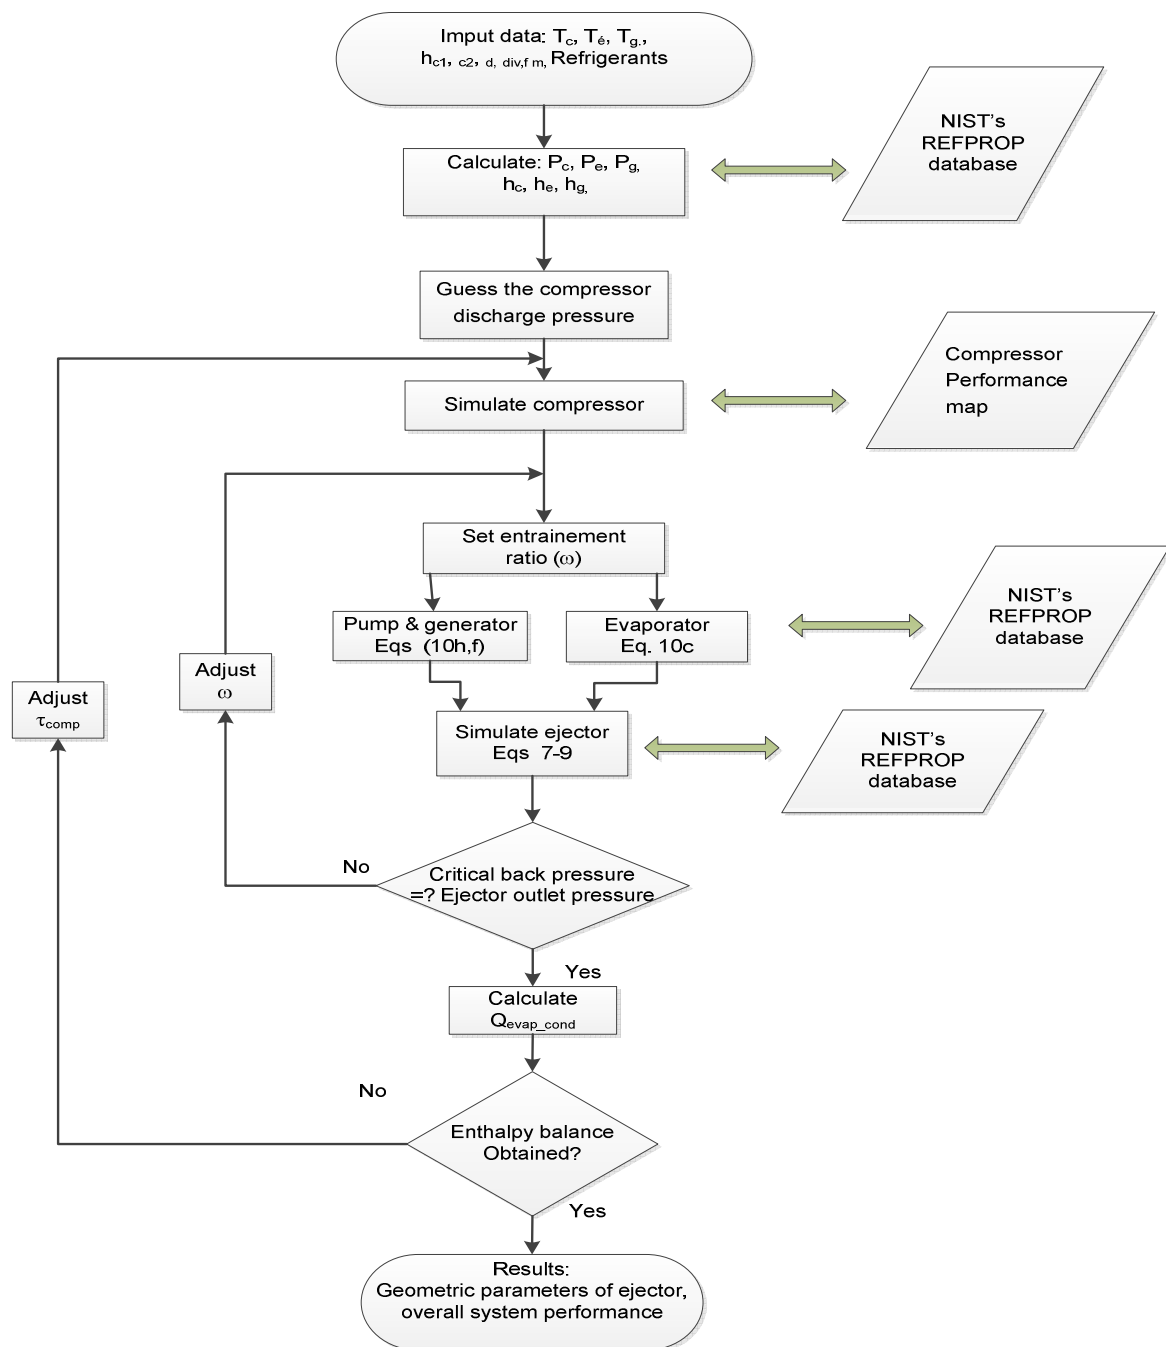 Imput data: Tc, Té, Tg.,
hc1, c2, d, div,f m, Refrigerants
NIST's
REFPROP
database
Calculate: Pc, Pe, Pg,
hc, he, hg,
Guess the compressor
discharge pressure
Simulate compressor
Compressor
Performance
map
Set entrainement
ratio (ω)
Pump & generator
Eqs (10h,f)
Evaporator
Eq. 10c
NIST's
REFPROP
database
Adjust
ω
Adjust
τcomp
Simulate ejector
Eqs 7-9
NIST's
REFPROP
database
No
Critical back pressure
=? Ejector outlet pressure
Yes
Calculate
Qevap_cond
No
Enthalpy balance
Obtained?
Yes
Results:
Geometric parameters of ejector,
overall system performance